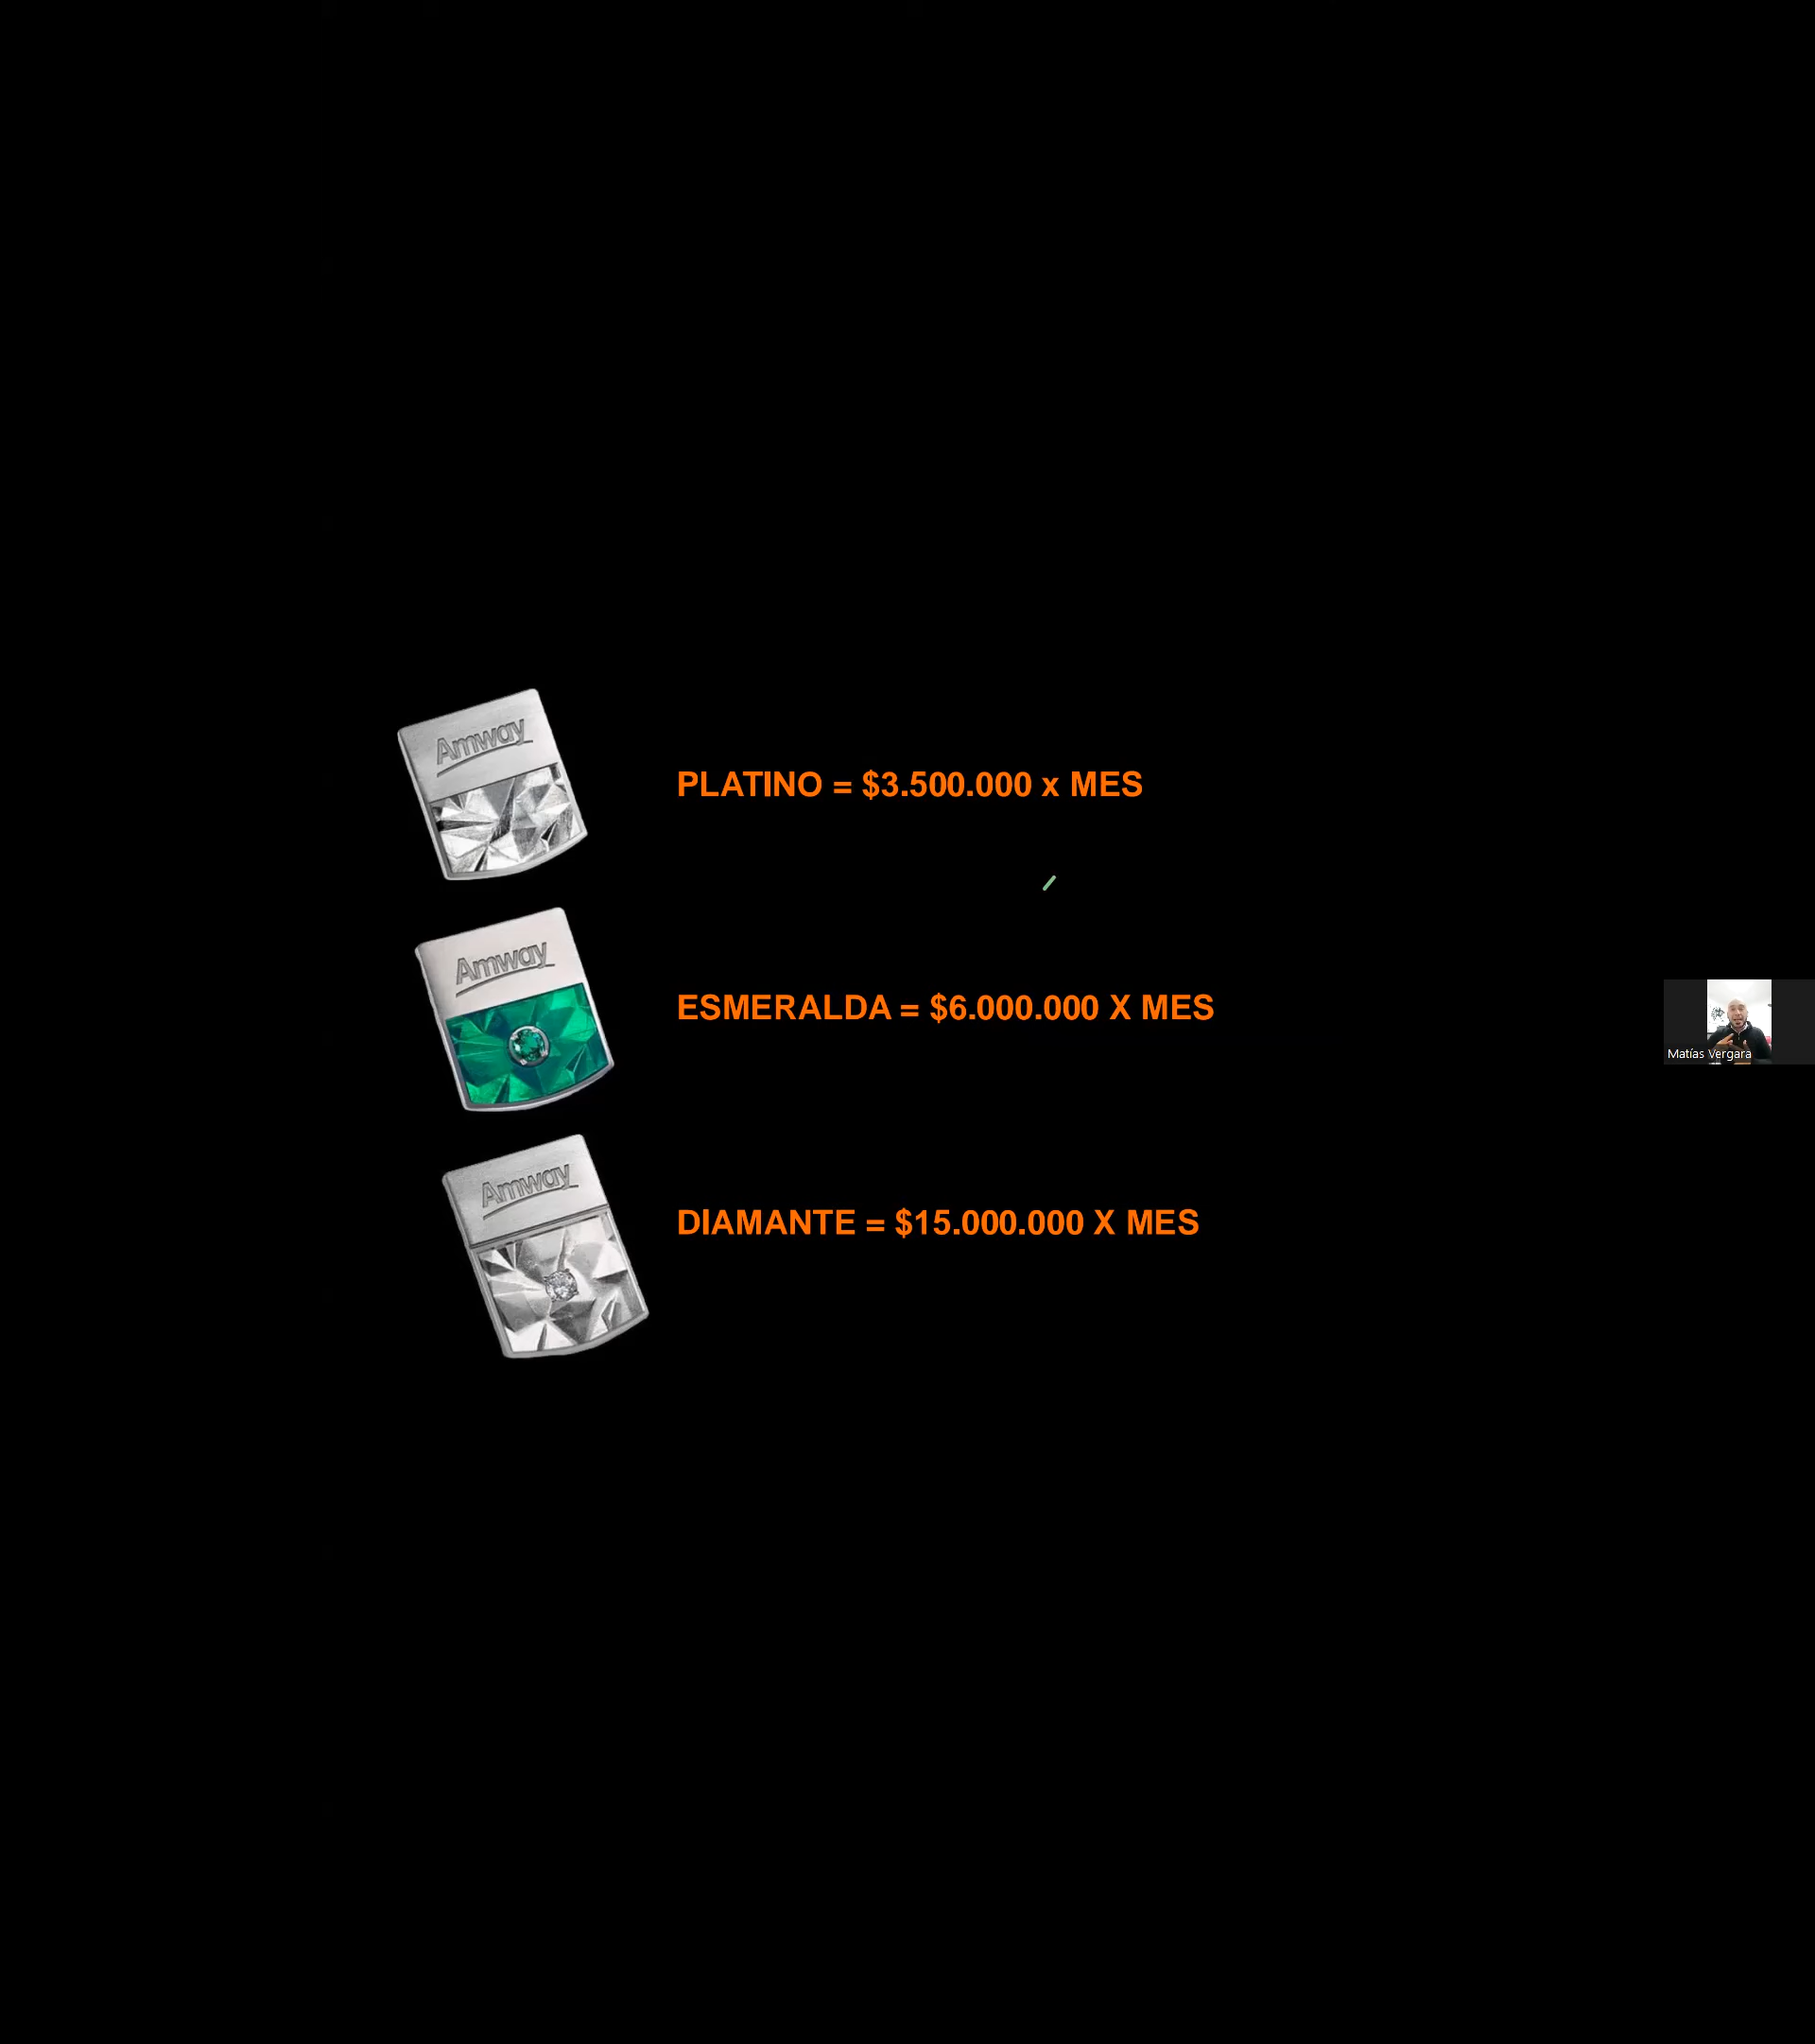 Amway
PLATINO = $3.500.000 x MES
Amway
ESMERALDA = $6.000.000 X MES
Matías Vergara
Amway
DIAMANTE = $15.000.000 X MES